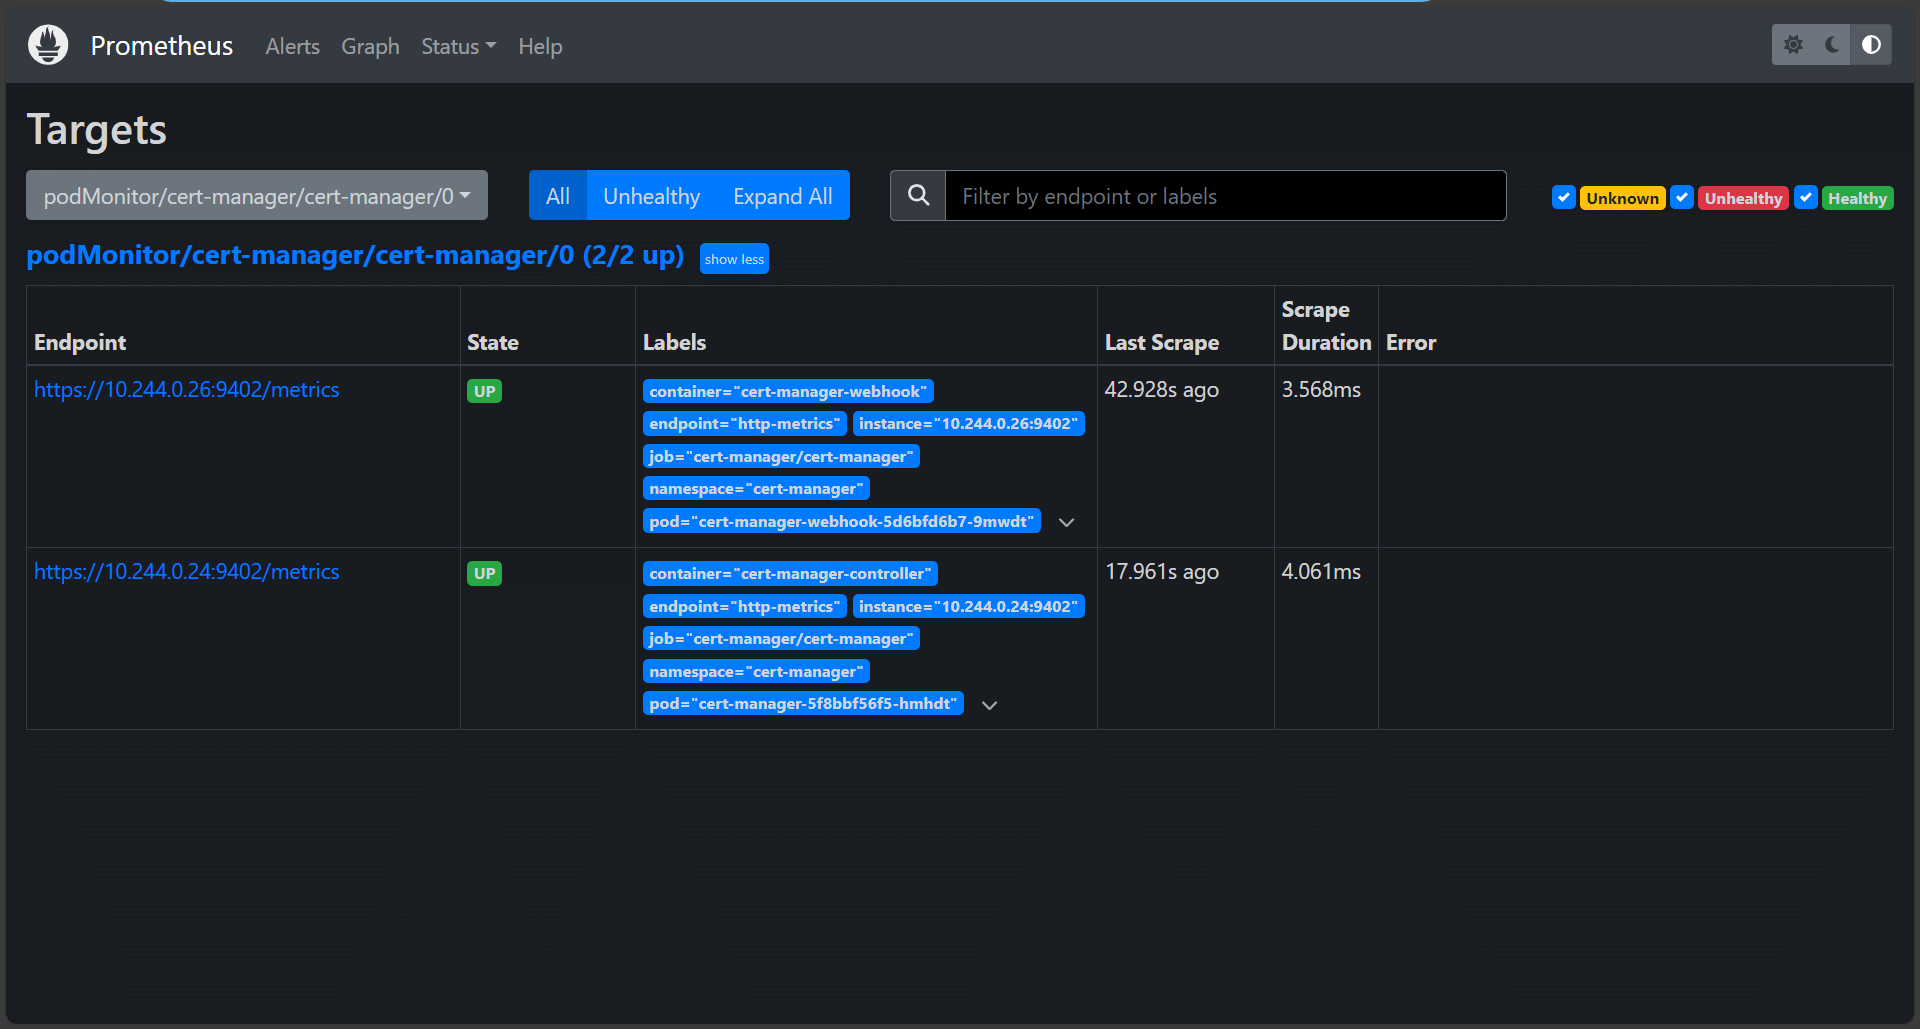 Prometheus Alerts Graph Status Help
Targets
podMonitor/cert-manager/cert-manager/0 All Unhealthy Expand All Filter by endpoint or labels Unknown Unhealthy Healthy
podMonitor/cert-manager/cert-manager/0 (2/2 up) show less
Endpoint State Labels Last Scrape Scrape Duration Error
https://10.244.0.26:9402/metrics UP container="cert-manager-webhook" 42.928s ago 3.568ms
endpoint="http-metrics" instance="10.244.0.26:9402"
job="cert-manager/cert-manager"
namespace="cert-manager"
pod="cert-manager-webhook-5d6bfd6b7-9mwdt"
https://10.244.0.24:9402/metrics UP container="cert-manager-controller" 17.961s ago 4.061ms
endpoint="http-metrics" instance="10.244.0.24:9402"
job="cert-manager/cert-manager"
namespace="cert-manager"
pod="cert-manager-5f8bbf56f5-hmhdt"